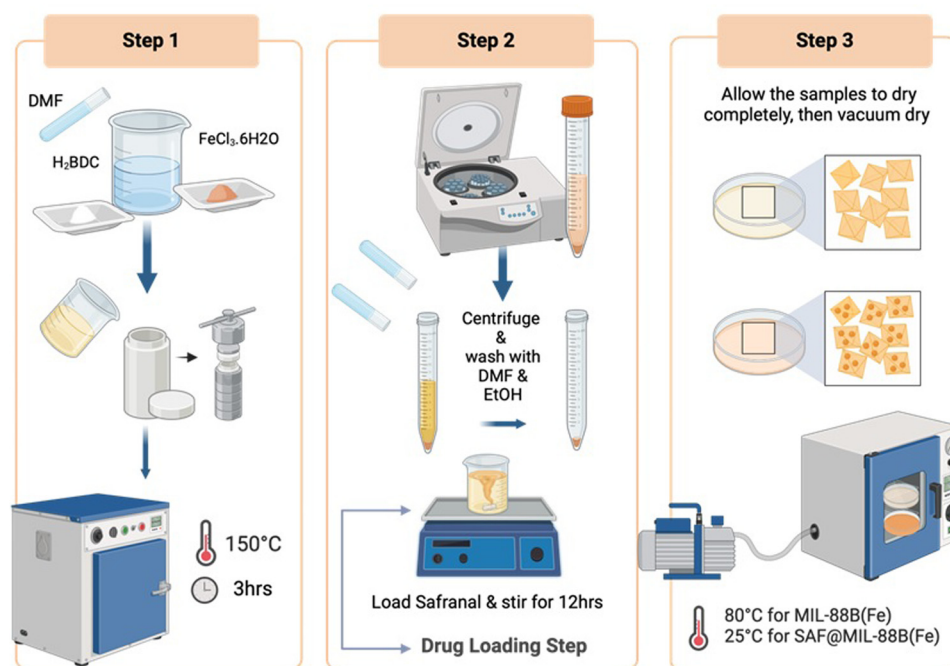 Step 1
DMF
H₂BDC
FeCl₃.6H2O
150°C
3hrs
Step 2
Centrifuge
&
wash with
DMF &
EtOH
Load Safranal & stir for 12hrs
Drug Loading Step
Step 3
Allow the samples to dry
completely, then vacuum dry
80°C for MIL-88B(Fe)
25°C for SAF@MIL-88B(Fe)